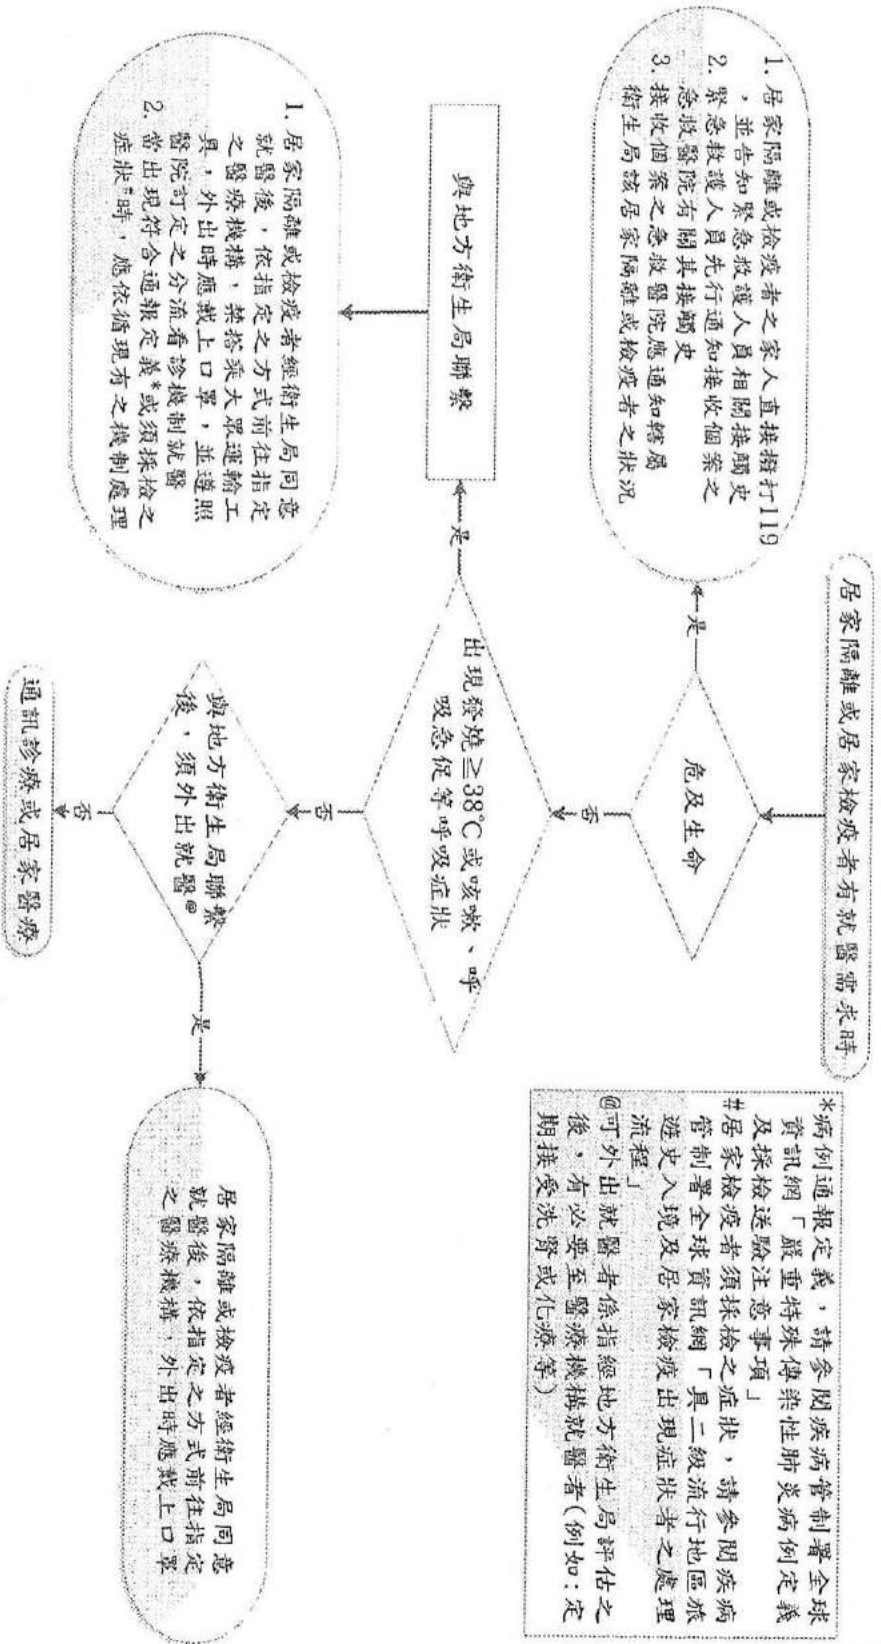 居家隔離或居家檢疫者有就醫需求時
危及生命
是
1. 居家隔離或檢疫者之家人直接撥打119
，並告知緊急救護人員相關接觸史
2. 緊急救護人員先行通知接收個案之
急救醫院有關其接觸史
3. 接收個案之急救醫院應通知轄屬
衛生局該居家隔離或檢疫者之狀況
否
出現發燒≧38℃或咳嗽、呼
吸急促等呼吸症狀
是
與地方衛生局聯繫
1. 居家隔離或檢疫者經衛生局同意
就醫後，依指定之方式前往指定
之醫療機構，禁搭乘大眾運輸工
具，外出時應戴上口罩，並遵照
醫院訂定之分流看診機制就醫
2. 當出現符合通報定義*或須採檢之
症狀#時，應依循現有之機制處理
否
與地方衛生局聯繫
後，須外出就醫@
是
居家隔離或檢疫者經衛生局同意
就醫後，依指定之方式前往指定
之醫療機構，外出時應戴上口罩
否
通訊診療或居家醫療
*病例通報定義，請參閱疾病管制署全球
資訊網「嚴重特殊傳染性肺炎病例定義
及採檢送驗注意事項」
#居家檢疫者須採檢之症狀，請參閱疾病
管制署全球資訊網「具二級流行地區旅
遊史入境及居家檢疫出現症狀者之處理
流程」
@可外出就醫者係指經地方衛生局評估之
後，有必要至醫療機構就醫者(例如:定
期接受洗腎或化療等)